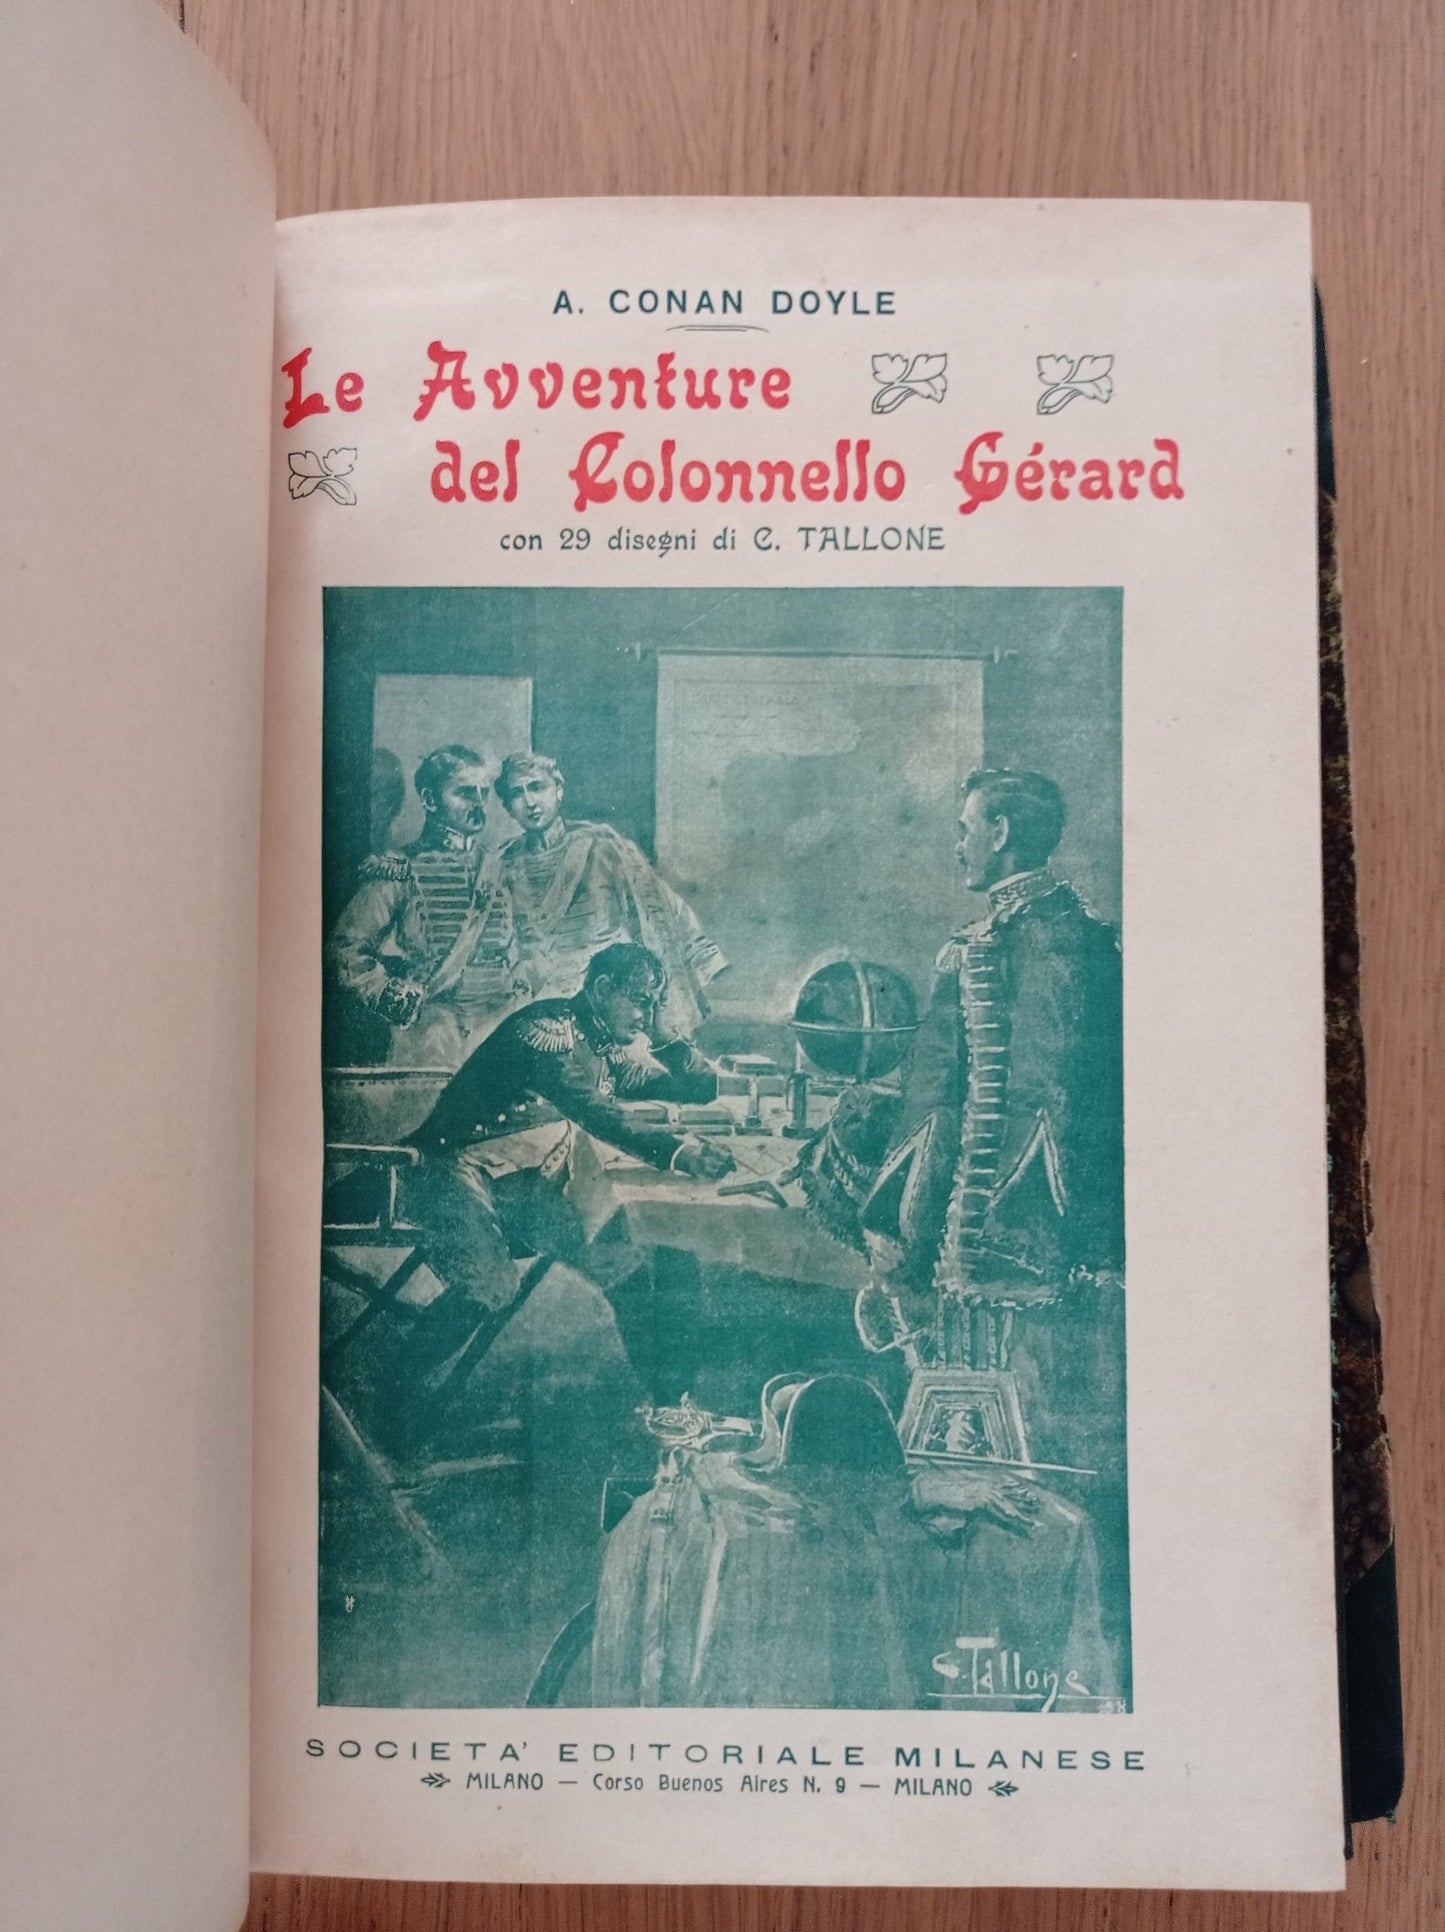 A. CONAN DOYLE
Le Avventure
del Colonnello Gérard
con 29 disegni di C. TALLONE
C. Tallone
SOCIETA' EDITORIALE MILANESE
MILANO — Corso Buenos Aires N. 9 — MILANO